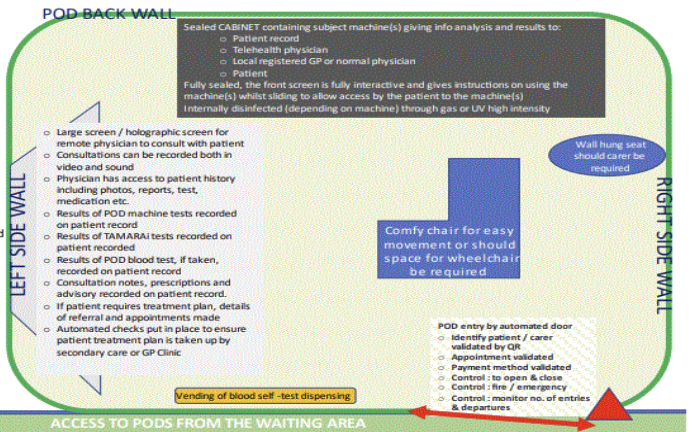 POD BACK WALL
Sealed CABINET containing subject machine(s) giving info analysis and results to:
o Patient record
o Telehealth physician
o Local registered GP or normal physician
o Patient
Fully sealed, the front screen is fully interactive and gives instructions on using the
machine(s) whilst sliding to allow access by the patient to the machine(s)
Internally disinfected (depending on machine) through gas or UV high intensity
LEFT SIDE WALL
o Large screen / holographic screen for
remote physician to consult with patient
o Consultations can be recorded both in
video and sound
o Physician has access to patient history
including photos, reports, test,
medication etc.
o Results of POD machine tests recorded
on patient record
o Results of TAMARAi tests recorded on
patient recorded
o Results of POD blood test, if taken,
recorded on patient record
o Consultation notes, prescriptions and
advisory recorded on patient record.
o If patient requires treatment plan, details
of referral and appointments made
o Automated checks put in place to ensure
patient treatment plan is taken up by
secondary care or GP Clinic
d
Wall hung seat
should carer be
required
RIGHT SIDE WALL
Comfy chair for easy
movement or should
space for wheelchair
be required
POD entry by automated door
o Identify patient / carer
validated by QR
o Appointment validated
o Payment method validated
o Control : to open & close
o Control : fire / emergency
o Control : monitor no. of entries
& departures
Vending of blood self -test dispensing
ACCESS TO PODS FROM THE WAITING AREA